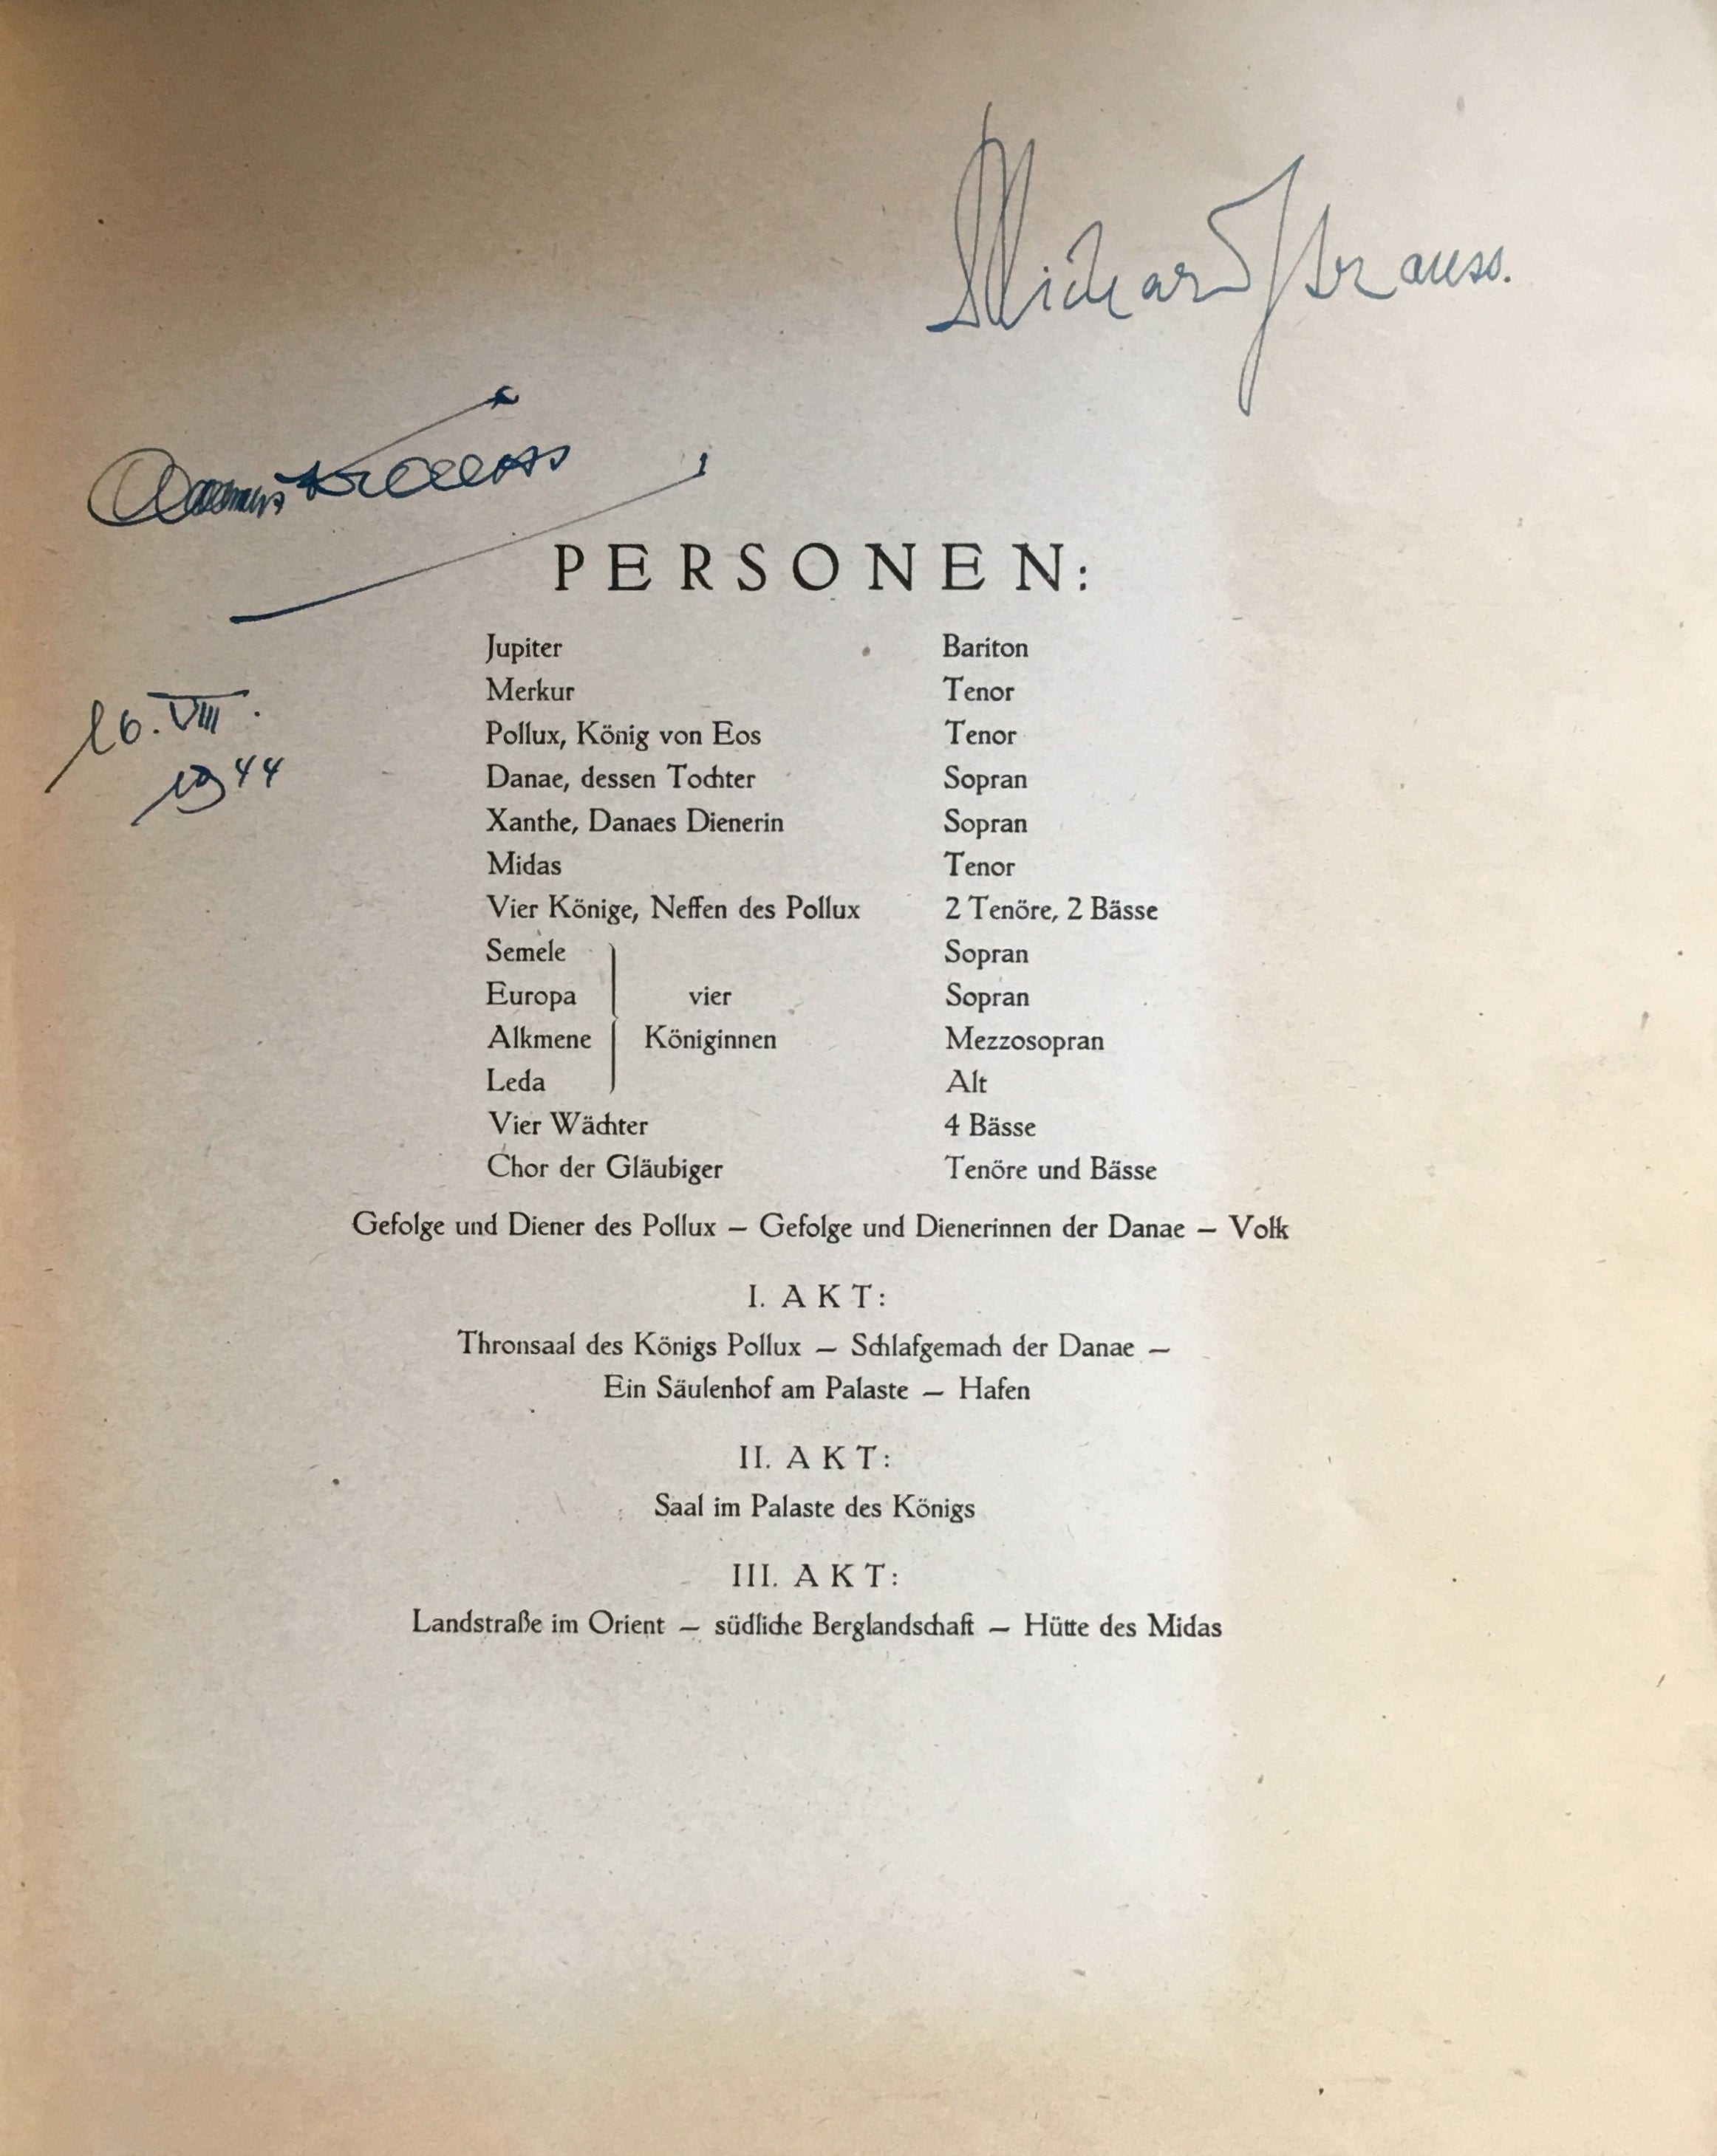 Richard Strauss.
Clemens Krauss
16. VIII.
1944
PERSONEN:
Jupiter Bariton
Merkur Tenor
Pollux, König von Eos Tenor
Danae, dessen Tochter Sopran
Xanthe, Danaes Dienerin Sopran
Midas Tenor
Vier Könige, Neffen des Pollux 2 Tenöre, 2 Bässe
Semele Sopran
Europa vier Sopran
Alkmene Königinnen Mezzosopran
Leda Alt
Vier Wächter 4 Bässe
Chor der Gläubiger Tenöre und Bässe
Gefolge und Diener des Pollux — Gefolge und Dienerinnen der Danae — Volk
I. AKT:
Thronsaal des Königs Pollux — Schlafgemach der Danae —
Ein Säulenhof am Palaste — Hafen
II. AKT:
Saal im Palaste des Königs
III. AKT:
Landstraße im Orient — südliche Berglandschaft — Hütte des Midas